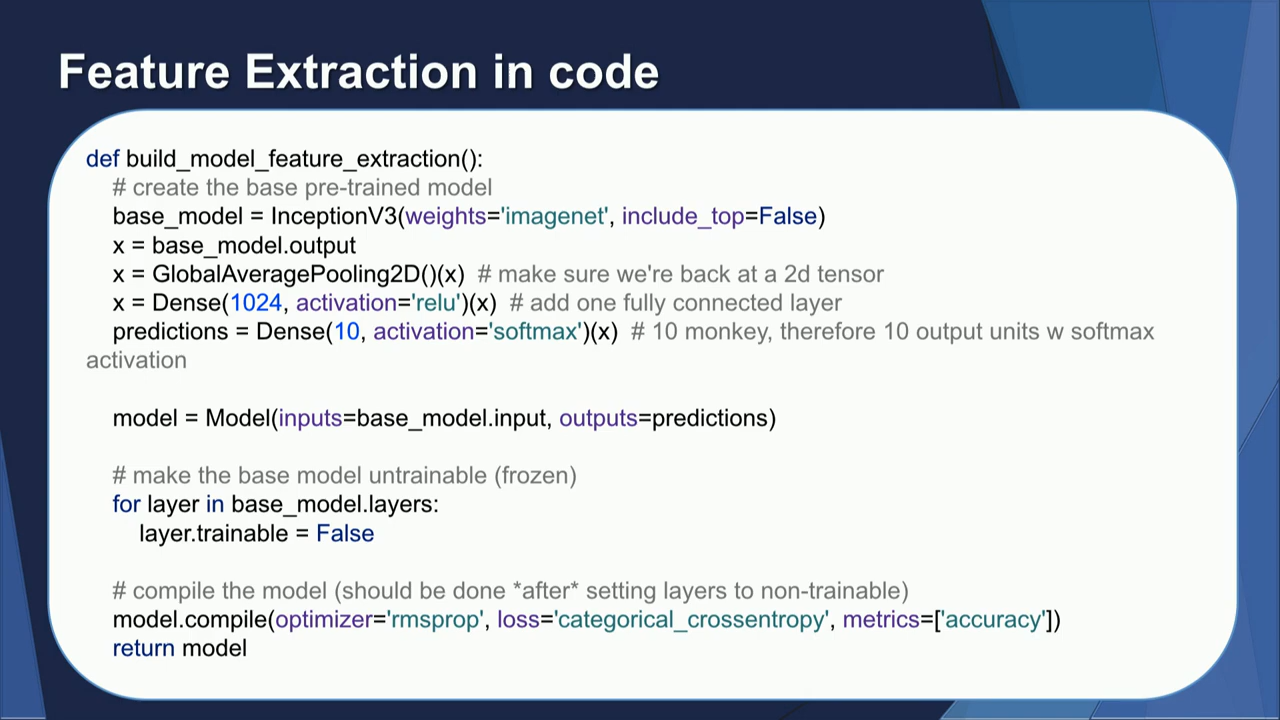 Feature Extraction in code
def build_model_feature_extraction():
# create the base pre-trained model
base_model = InceptionV3(weights='imagenet', include_top=False)
x = base_model.output
x = GlobalAveragePooling2D()(x)  # make sure we're back at a 2d tensor
x = Dense(1024, activation='relu')(x)  # add one fully connected layer
predictions = Dense(10, activation='softmax')(x)  # 10 monkey, therefore 10 output units w softmax
activation
model = Model(inputs=base_model.input, outputs=predictions)
# make the base model untrainable (frozen)
for layer in base_model.layers:
layer.trainable = False
# compile the model (should be done *after* setting layers to non-trainable)
model.compile(optimizer='rmsprop', loss='categorical_crossentropy', metrics=['accuracy'])
return model